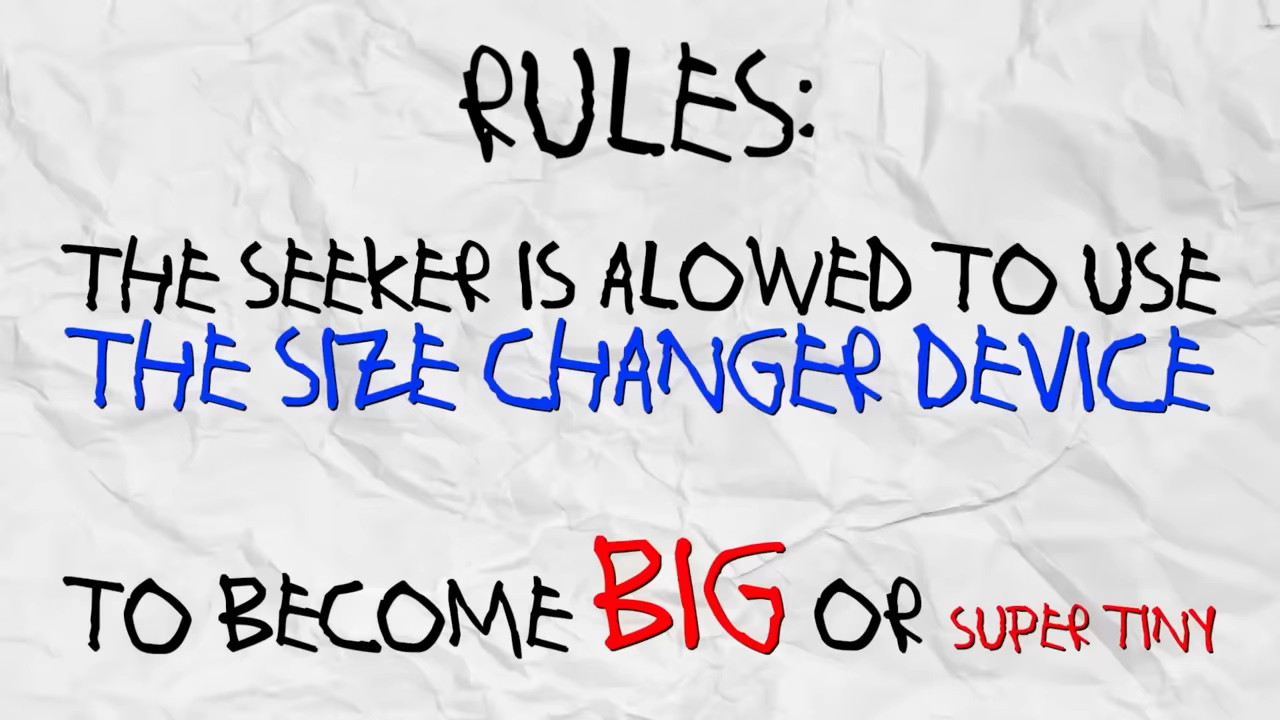 RULES:
THE SEEKER IS ALOWED TO USE
THE SIZE CHANGER DEVICE
TO BECOME BIG OR SUPER TINY